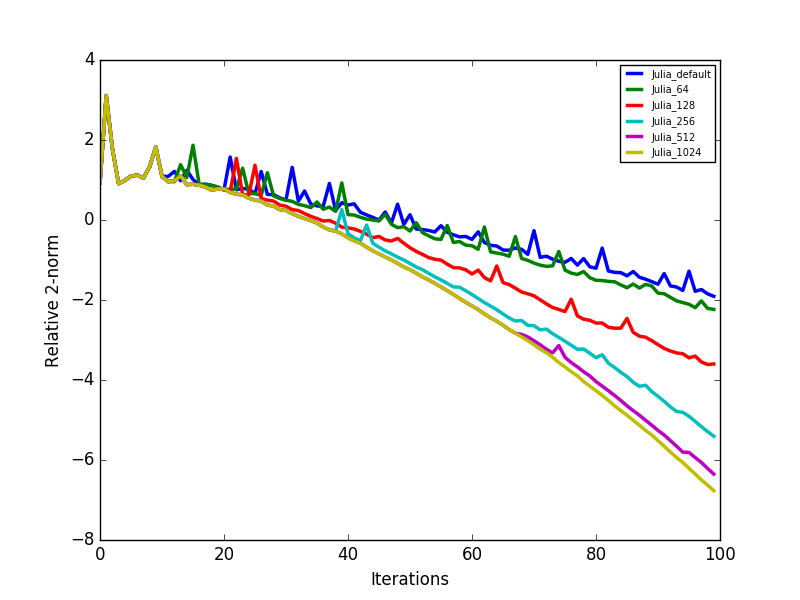 4
2
0
−2
−4
−6
−8
0 20 40 60 80 100
Relative 2-norm
Iterations
Julia_default
Julia_64
Julia_128
Julia_256
Julia_512
Julia_1024